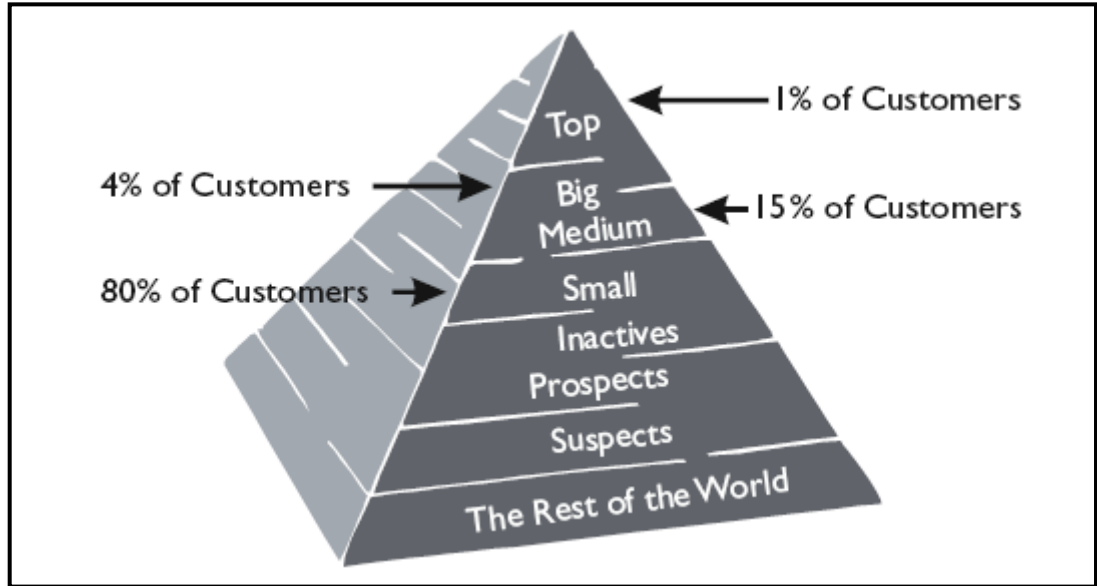 1% of Customers
Top
4% of Customers
Big
15% of Customers
Medium
80% of Customers
Small
Inactives
Prospects
Suspects
The Rest of the World